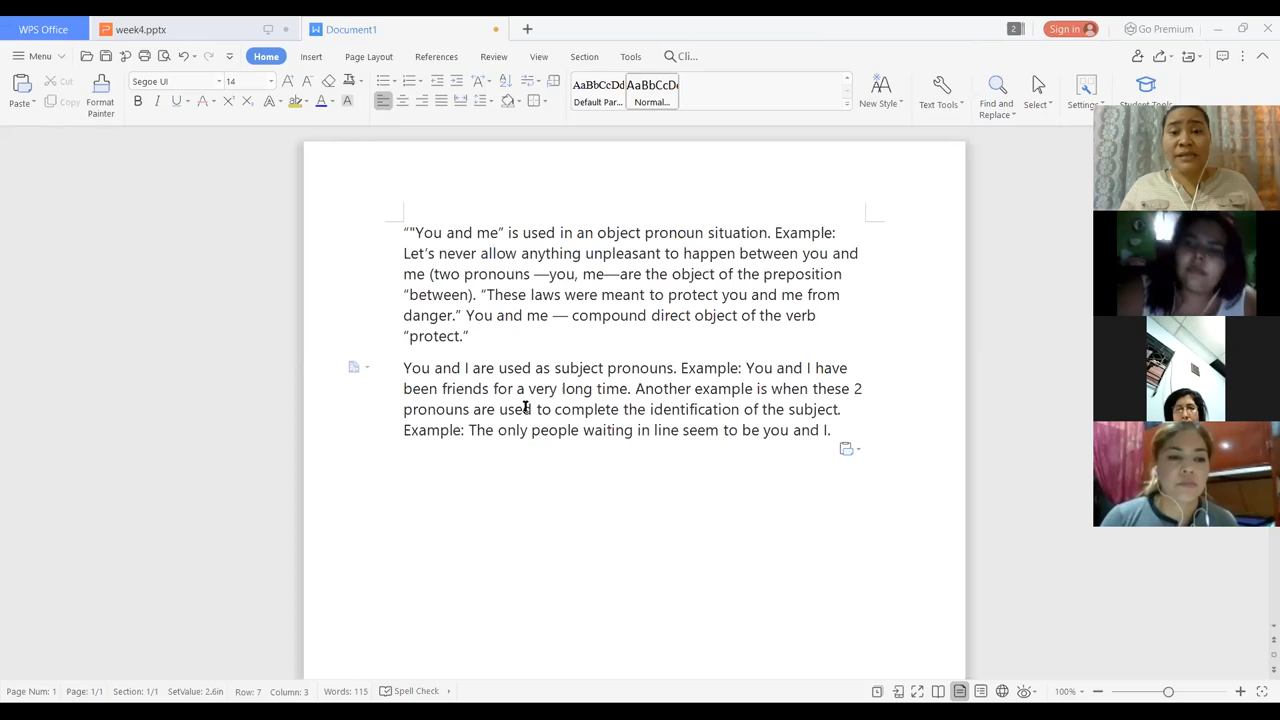 WPS Office
week4.pptx
Document1
2
Sign in
Go Premium
Menu
Home
Insert
Page Layout
References
Review
View
Section
Tools
Cli...
Segoe UI
14
Paste
Cut
Copy
Format
Painter
AaBbCcDd
Default Par...
AaBbCcDd
Normal...
New Style
Text Tools
Find and
Replace
Select
Settings
Student Tools
“"You and me” is used in an object pronoun situation. Example:
Let’s never allow anything unpleasant to happen between you and
me (two pronouns —you, me—are the object of the preposition
“between). “These laws were meant to protect you and me from
danger.” You and me — compound direct object of the verb
“protect.”
You and I are used as subject pronouns. Example: You and I have
been friends for a very long time. Another example is when these 2
pronouns are used to complete the identification of the subject.
Example: The only people waiting in line seem to be you and I.
Page Num: 1
Page: 1/1
Section: 1/1
SetValue: 2.6in
Row: 7
Column: 3
Words: 115
Spell Check
100%